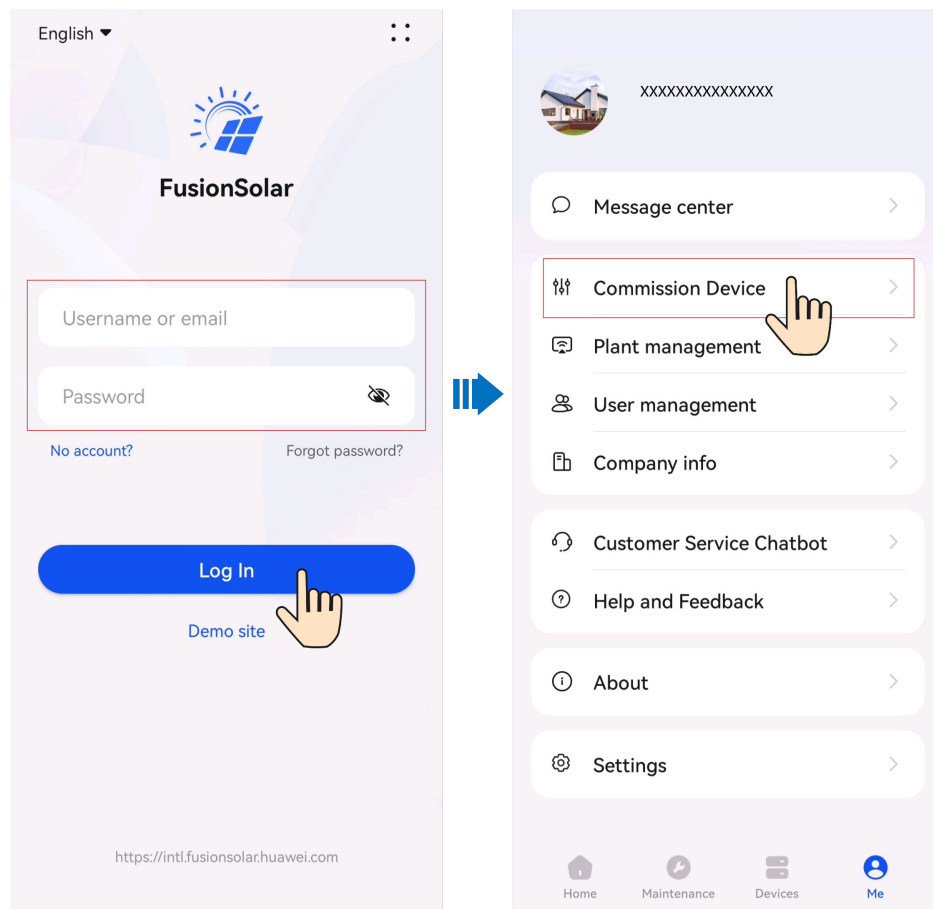 English
FusionSolar
Username or email
Password
No account?
Forgot password?
Log In
Demo site
https://intl.fusionsolar.huawei.com
xxxxxxxxxxxxxxx
Message center
Commission Device
Plant management
User management
Company info
Customer Service Chatbot
Help and Feedback
About
Settings
Home
Maintenance
Devices
Me